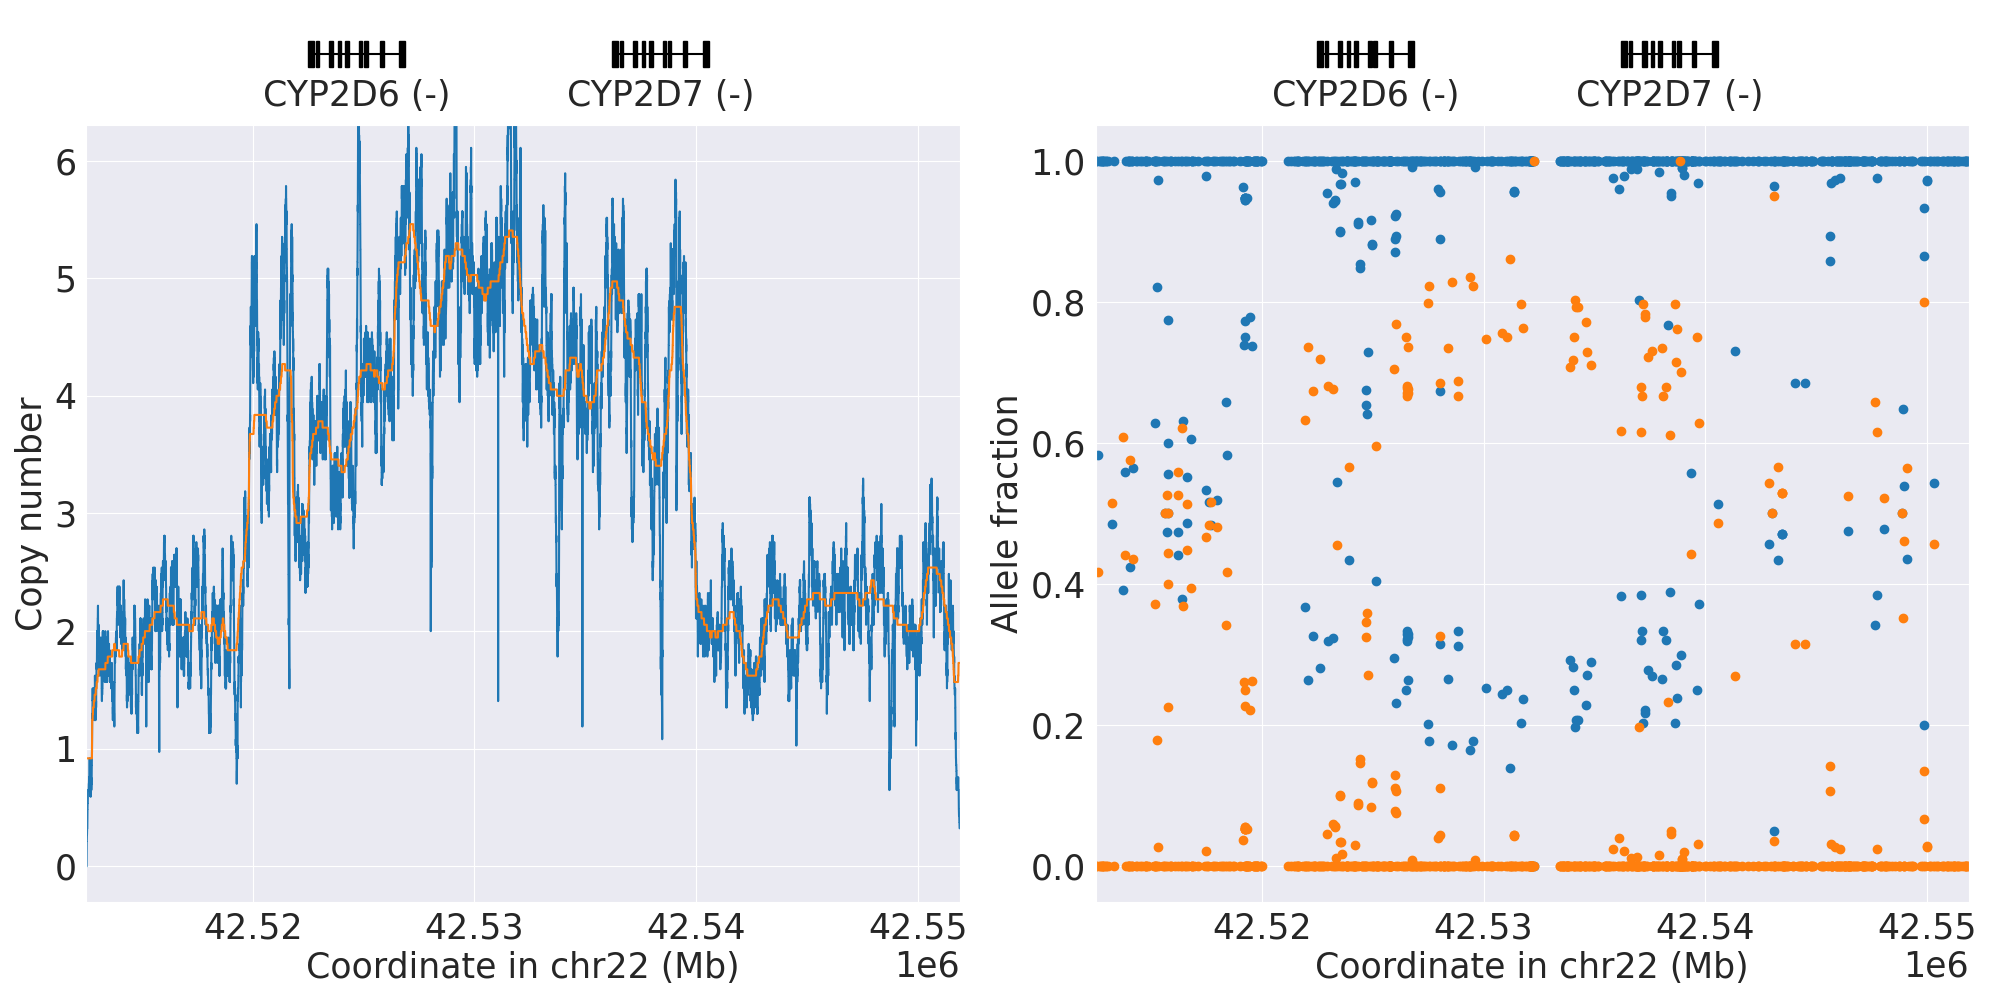 CYP2D6 (-) CYP2D7 (-)
CYP2D6 (-) CYP2D7 (-)
Copy number
6
5
4
3
2
1
0
42.52 42.53 42.54 42.55
Coordinate in chr22 (Mb) 1e6
Allele fraction
1.0
0.8
0.6
0.4
0.2
0.0
42.52 42.53 42.54 42.55
Coordinate in chr22 (Mb) 1e6